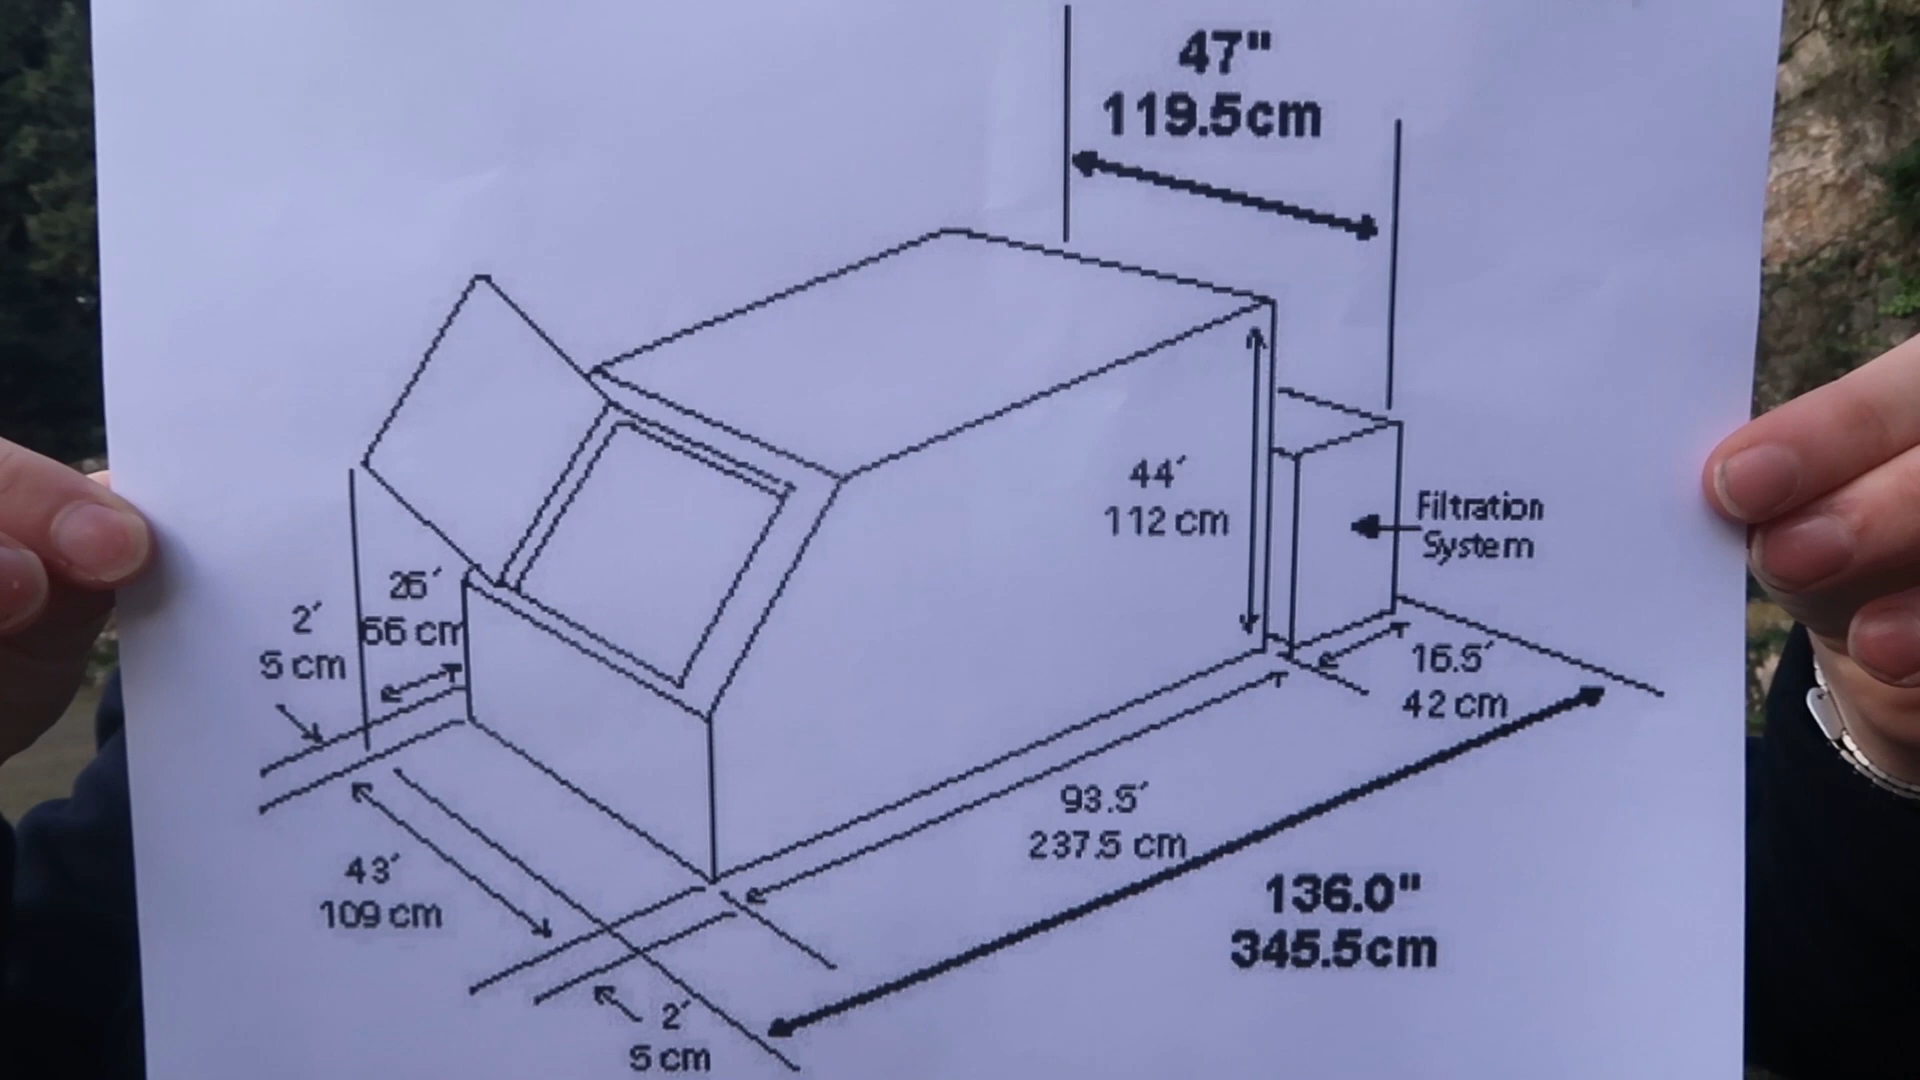 47"
119.5cm
44´
112 cm
Filtration
System
26´
66 cm
2´
5 cm
16.5´
42 cm
93.5´
237.5 cm
43´
109 cm
136.0"
345.5cm
2´
5 cm